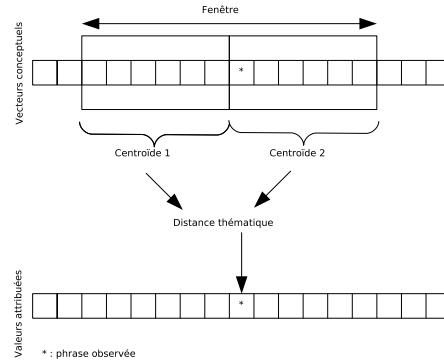 Fenêtre
Vecteurs conceptuels
*
Centroïde 1
Centroïde 2
Distance thématique
Valeurs attribuées
*
* : phrase observée